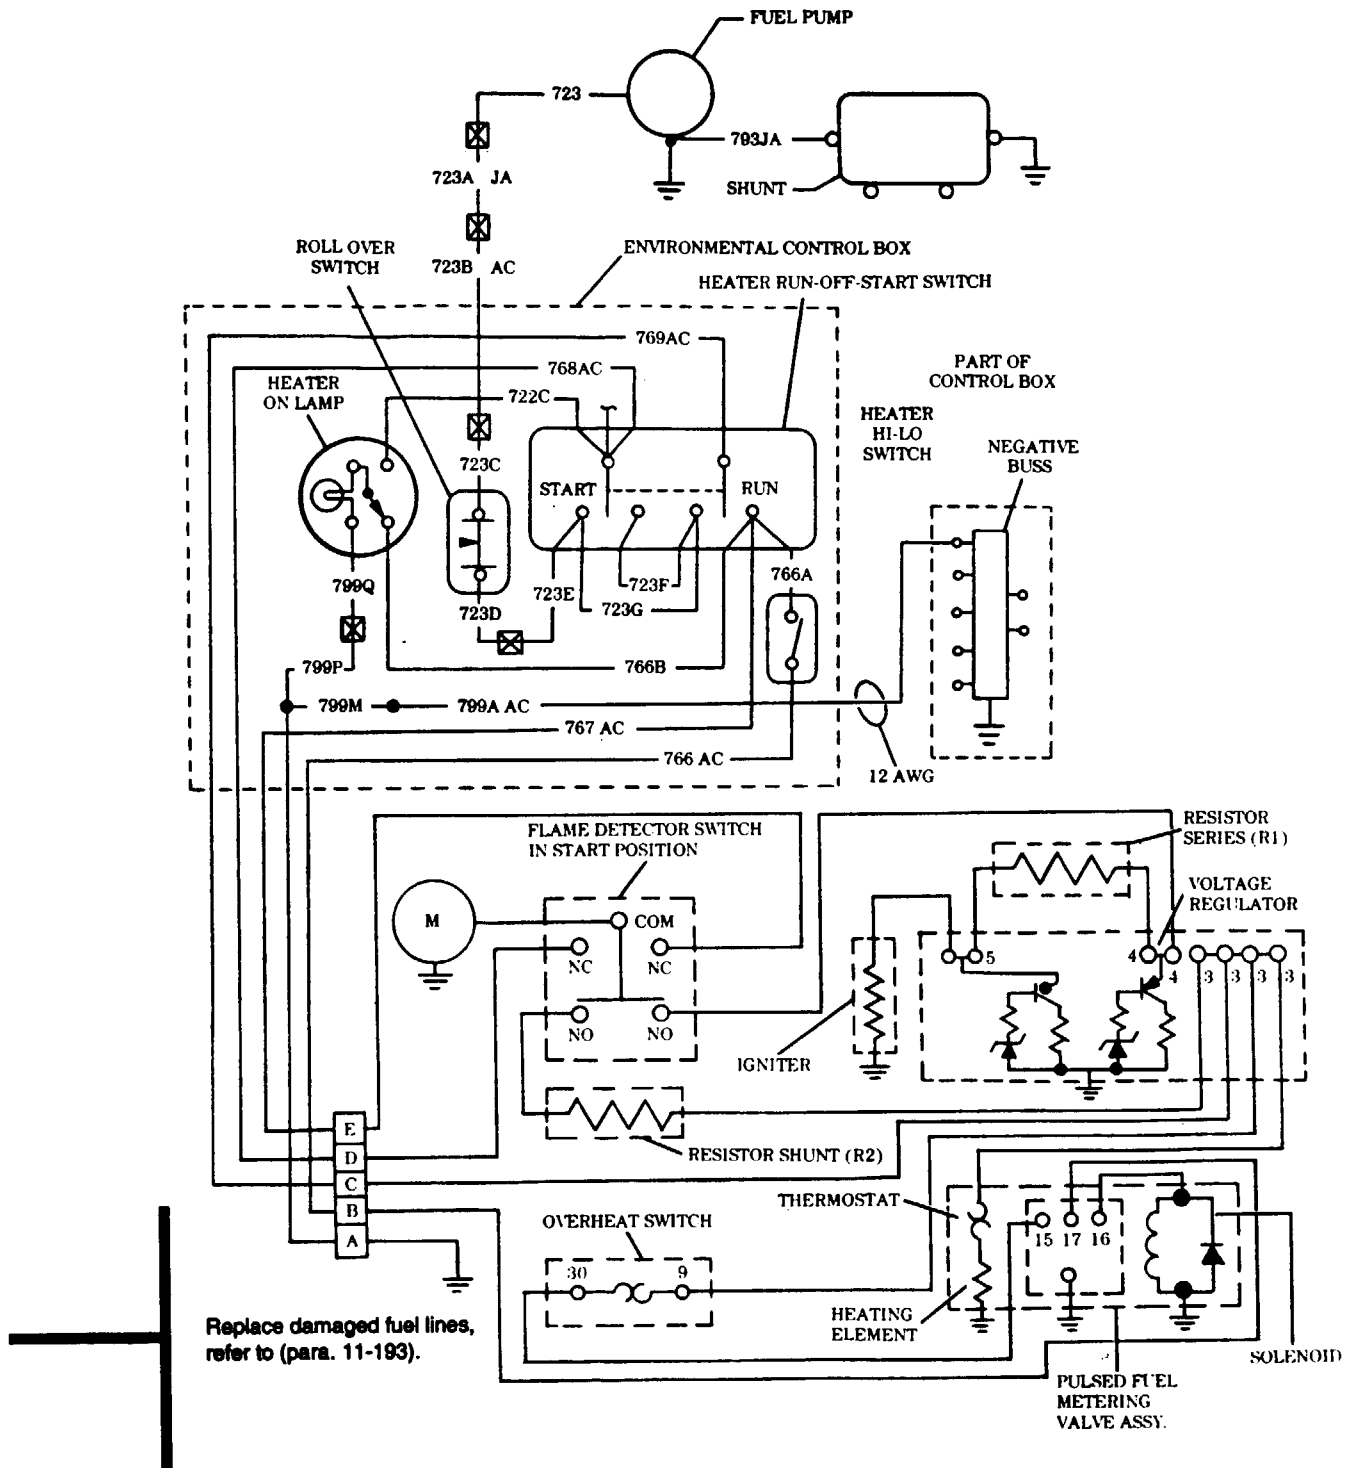 FUEL PUMP
723
793JA
723A JA
SHUNT
ROLL OVER
SWITCH
723B AC
ENVIRONMENTAL CONTROL BOX
HEATER RUN-OFF-START SWITCH
769AC
768AC
HEATER
ON LAMP
722C
PART OF
CONTROL BOX
HEATER
HI-LO
SWITCH
NEGATIVE
BUSS
723C
START
RUN
799Q
723D
723E
723F
723G
766A
799P
766B
799M
799A AC
767 AC
766 AC
12 AWG
FLAME DETECTOR SWITCH
IN START POSITION
RESISTOR
SERIES (R1)
VOLTAGE
REGULATOR
M
COM
NC
NC
NO
NO
5
4
4
3
3
3
3
IGNITER
RESISTOR SHUNT (R2)
E
D
C
B
A
THERMOSTAT
OVERHEAT SWITCH
30
9
15
17
16
HEATING
ELEMENT
SOLENOID
PULSED FUEL
METERING
VALVE ASSY.
Replace damaged fuel lines,
refer to (para. 11-193).